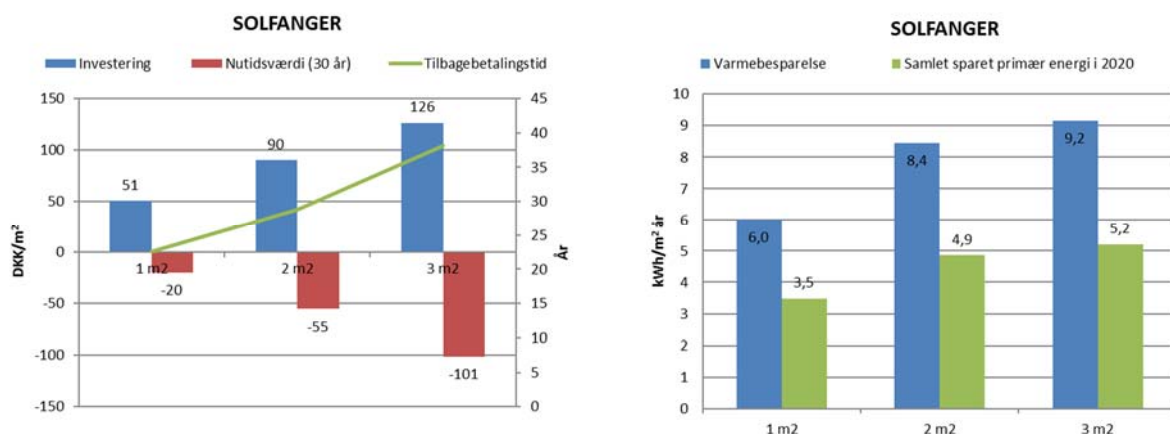 SOLFANGER
Investering Nutidsværdi (30 år) Tilbagebetalingstid
150 45
126 40
100 90 35
51
50 30
25
0
1 m2 2 m2 3 m2 20
-20
-50 15
-55 10
-100 -101 5
-150 0
DKK/m²
År
SOLFANGER
Varmebesparelse Samlet sparet primær energi i 2020
10
9 9,2
8 8,4
7
6 6,0
5 4,9 5,2
4 3,5
3
2
1
0
1 m2 2 m2 3 m2
kWh/m² år